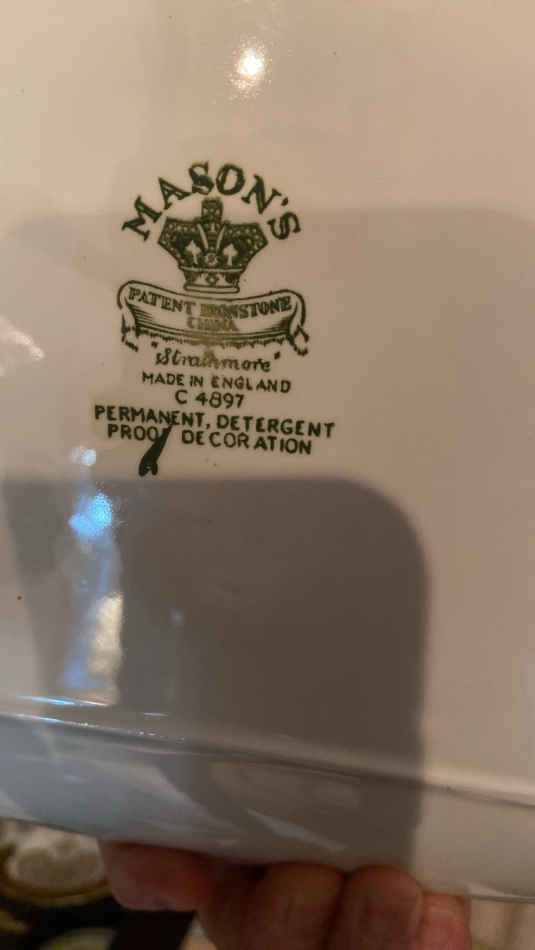 MASON'S
PATENT IRONSTONE
CHINA
"Strathmore"
MADE IN ENGLAND
C 4897
PERMANENT, DETERGENT
PROOF DECORATION